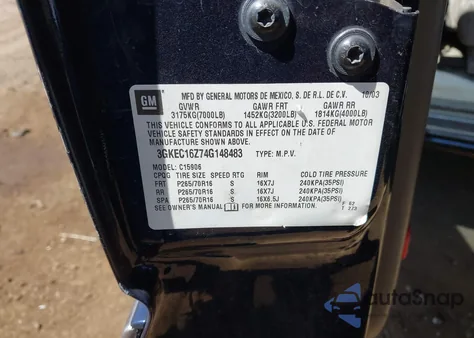 GM
MFD BY GENERAL MOTORS DE MEXICO, S. DE R.L. DE C.V. 10/03
GVWR GAWR FRT GAWR RR
3175KG(7000LB) 1452KG(3200LB) 1814KG(4000LB)
THIS VEHICLE CONFORMS TO ALL APPLICABLE U.S. FEDERAL MOTOR
VEHICLE SAFETY STANDARDS IN EFFECT ON THE DATE OF
MANUFACTURE SHOWN ABOVE.
3GKEC16Z74G148483 TYPE: M.P.V.
MODEL: C15906
CPG TIRE SIZE SPEED RTG RIM COLD TIRE PRESSURE
FRT P265/70R16 S 16X7J 240KPA(35PSI)
RR P265/70R16 S 16X7J 240KPA(35PSI)
SPA P265/70R16 S 16X6.5J 240KPA(35PSI)
SEE OWNER'S MANUAL FOR MORE INFORMATION.
autoSnap